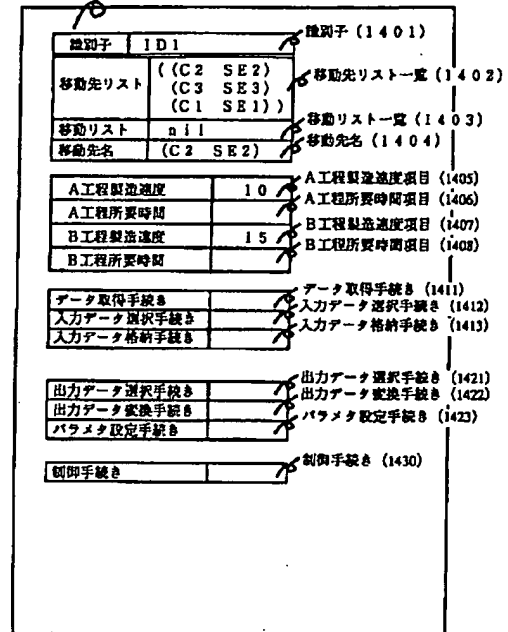 識別子 ID1 識別子 (1401)
移動先リスト ((C2 SE2) 移動先リスト一覧 (1402)
(C3 SE3)
(C1 SE1))
移動リスト nil 移動リスト一覧 (1403)
移動先名 (C2 SE2) 移動先名 (1404)
A工程製造速度 10 A工程製造速度項目 (1405)
A工程所要時間 A工程所要時間項目 (1406)
B工程製造速度 15 B工程製造速度項目 (1407)
B工程所要時間 B工程所要時間項目 (1408)
データ取得手続き データ取得手続き (1411)
入力データ選択手続き 入力データ選択手続き (1412)
入力データ格納手続き 入力データ格納手続き (1413)
出力データ選択手続き 出力データ選択手続き (1421)
出力データ変換手続き 出力データ変換手続き (1422)
パラメタ設定手続き パラメタ設定手続き (1423)
制御手続き 制御手続き (1430)